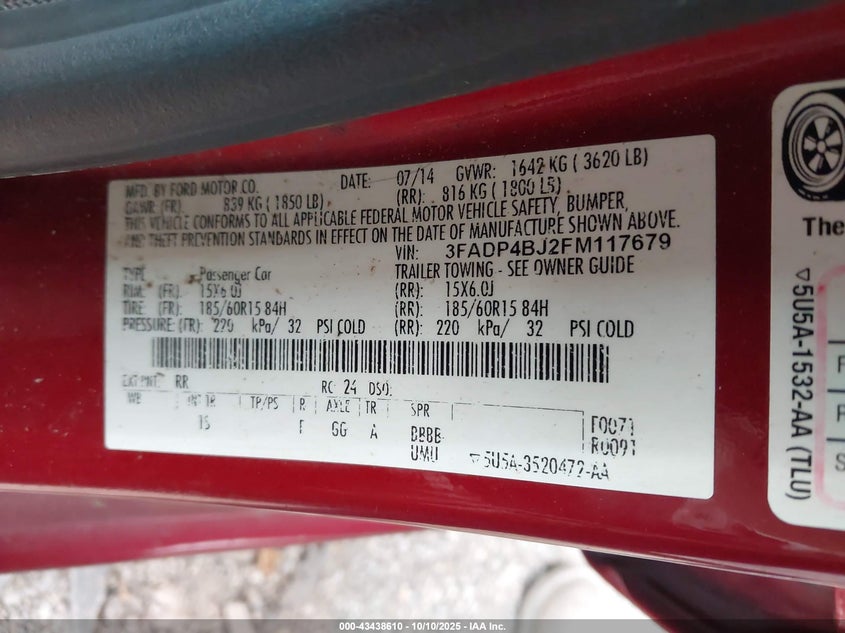 MFD. BY FORD MOTOR CO. DATE: 07/14 GVWR: 1642 KG ( 3620 LB)
GAWR (FR): 839 KG ( 1850 LB) (RR): 816 KG ( 1800 LB)
THIS VEHICLE CONFORMS TO ALL APPLICABLE FEDERAL MOTOR VEHICLE SAFETY, BUMPER,
AND THEFT PREVENTION STANDARDS IN EFFECT ON THE DATE OF MANUFACTURE SHOWN ABOVE.
VIN: 3FADP4BJ2FM117679
TYPE: Passenger Car TRAILER TOWING - SEE OWNER GUIDE
RIM: (FR): 15X6.0J (RR): 15X6.0J
TIRE: (FR): 185/60R15 84H (RR): 185/60R15 84H
PRESSURE: (FR): 220 kPa/ 32 PSI COLD (RR): 220 kPa/ 32 PSI COLD
EXT PNT: RR RC: 24 DSO:
WB INT TR TP/PS R AXLE TR SPR
IS F GG A BBBB F0071
UMU R0091
▽5U5A-3520472-AA
The
▽5U5A-1532-AA (TLU)
F
F
S
000-43438610 - 10/10/2025 - IAA Inc.